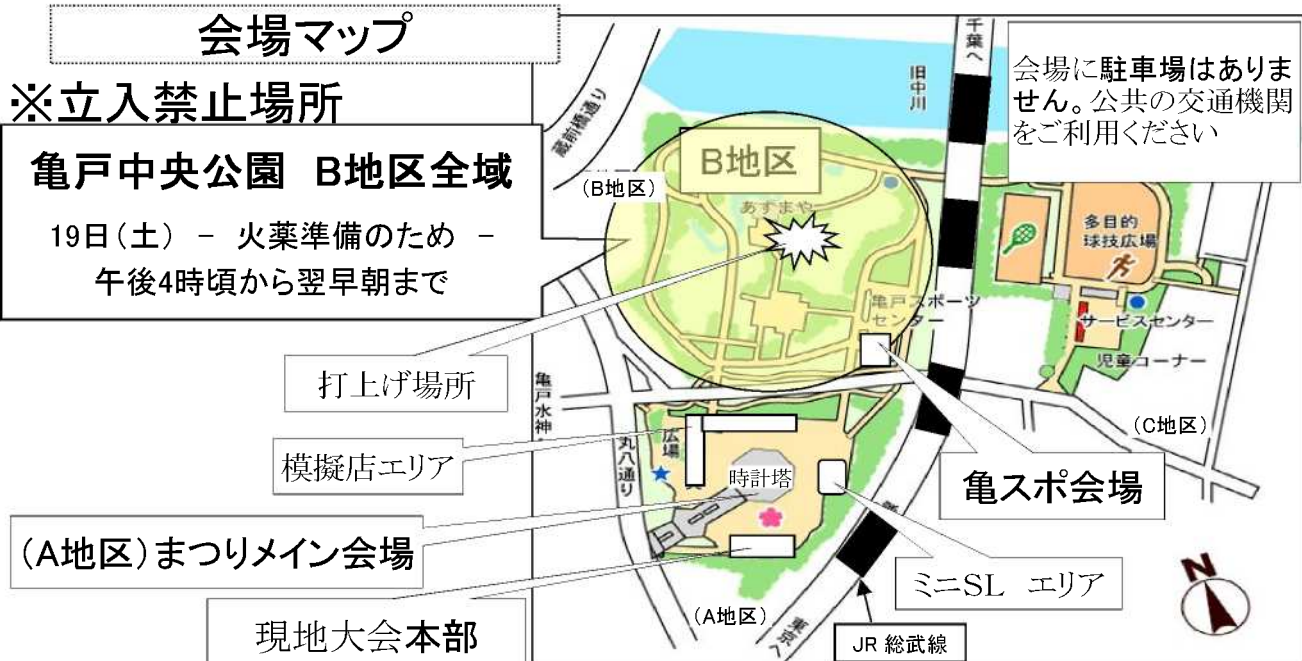 会場マップ
※立入禁止場所
亀戸中央公園 B地区全域
19日(土) － 火薬準備のため －
午後4時頃から翌早朝まで
会場に駐車場はありま
せん。公共の交通機関
をご利用ください
千葉へ
旧中川
蔵前橋通り
B地区
(B地区)
あずまや
多目的
球技広場
亀戸スポーツ
センター
サービスセンター
児童コーナー
打上げ場所
亀戸水神
丸八通り
広場
(C地区)
模擬店エリア
時計塔
亀スポ会場
(A地区)まつりメイン会場
ミニSL エリア
N
現地大会本部
(A地区)
東京へ
JR 総武線